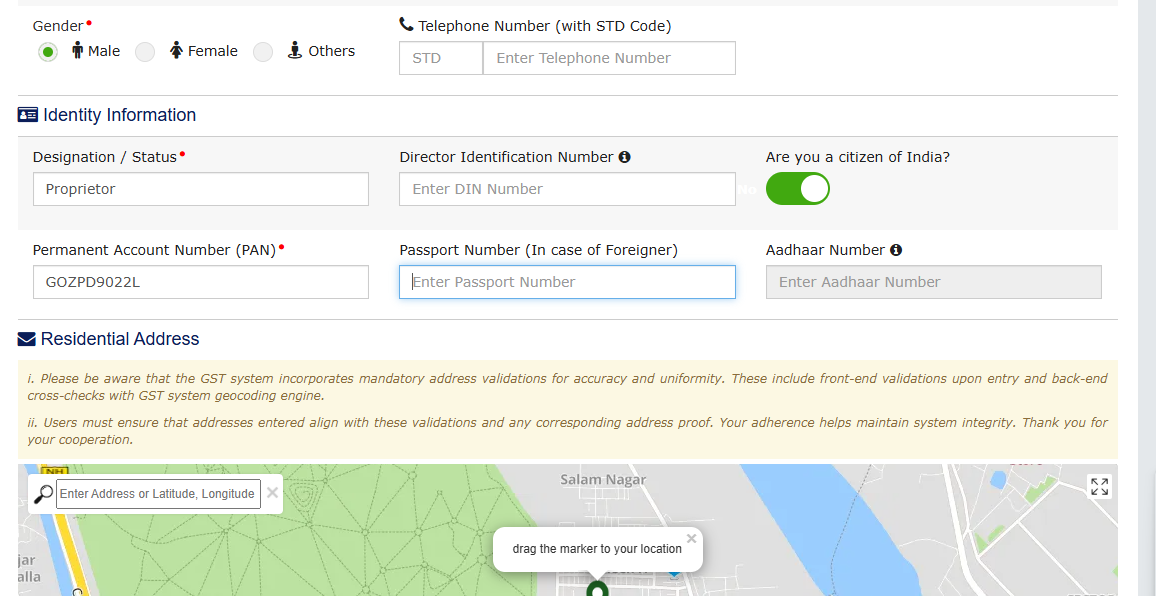 Gender•
Telephone Number (with STD Code)
Male Female Others
STD Enter Telephone Number
Identity Information
Designation / Status•
Director Identification Number
Are you a citizen of India?
Proprietor
Enter DIN Number
No
Permanent Account Number (PAN)•
Passport Number (In case of Foreigner)
Aadhaar Number
GOZPD9022L
Enter Passport Number
Enter Aadhaar Number
Residential Address
i. Please be aware that the GST system incorporates mandatory address validations for accuracy and uniformity. These include front-end validations upon entry and back-end
cross-checks with GST system geocoding engine.
ii. Users must ensure that addresses entered align with these validations and any corresponding address proof. Your adherence helps maintain system integrity. Thank you for
your cooperation.
NH
Salam Nagar
Enter Address or Latitude, Longitude
drag the marker to your location
jar
alla